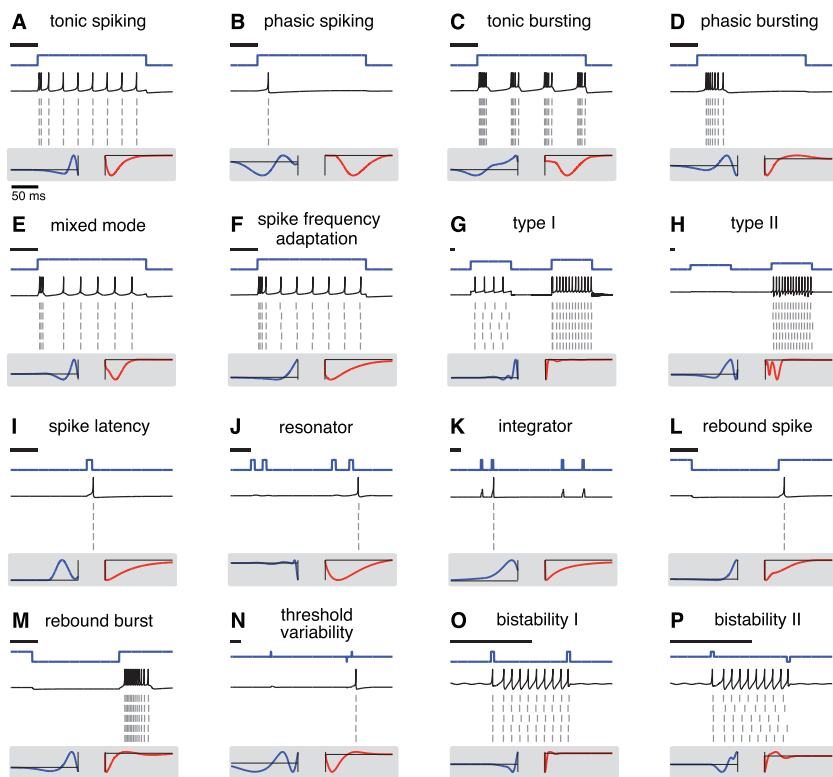 A tonic spiking
B phasic spiking
C tonic bursting
D phasic bursting
50 ms
E mixed mode
F spike frequency
adaptation
G type I
H type II
I spike latency
J resonator
K integrator
L rebound spike
M rebound burst
N threshold
variability
O bistability I
P bistability II